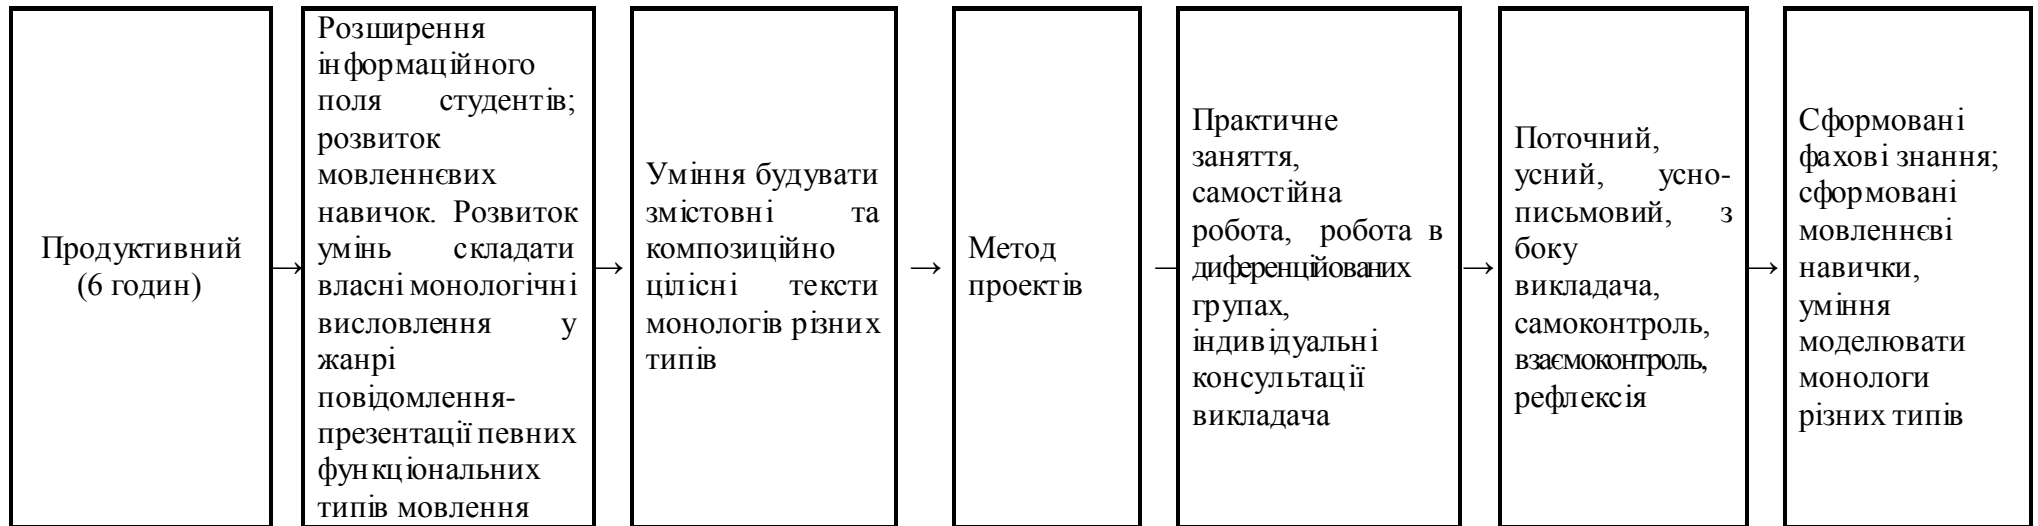 Продуктивний
(6 годин)
→
Розширення
інформаційного
поля студентів;
розвиток
мовленнєвих
навичок. Розвиток
умінь складати
власні монологічні
висловлення у
жанрі
повідомлення-
презентації певних
функціональних
типів мовлення
→
Уміння будувати
змістовні та
композиційно
цілісні тексти
монологів різних
типів
→
Метод
проектів
Практичне
заняття,
самостійна
робота, робота в
диференційованих
групах,
індивідуальні
консультації
викладача
→
Поточний,
усний, усно-
письмовий, з
боку
викладача,
самоконтроль,
взаємоконтроль,
рефлексія
→
Сформовані
фахові знання;
сформовані
мовленнєві
навички,
уміння
моделювати
монологи
різних типів